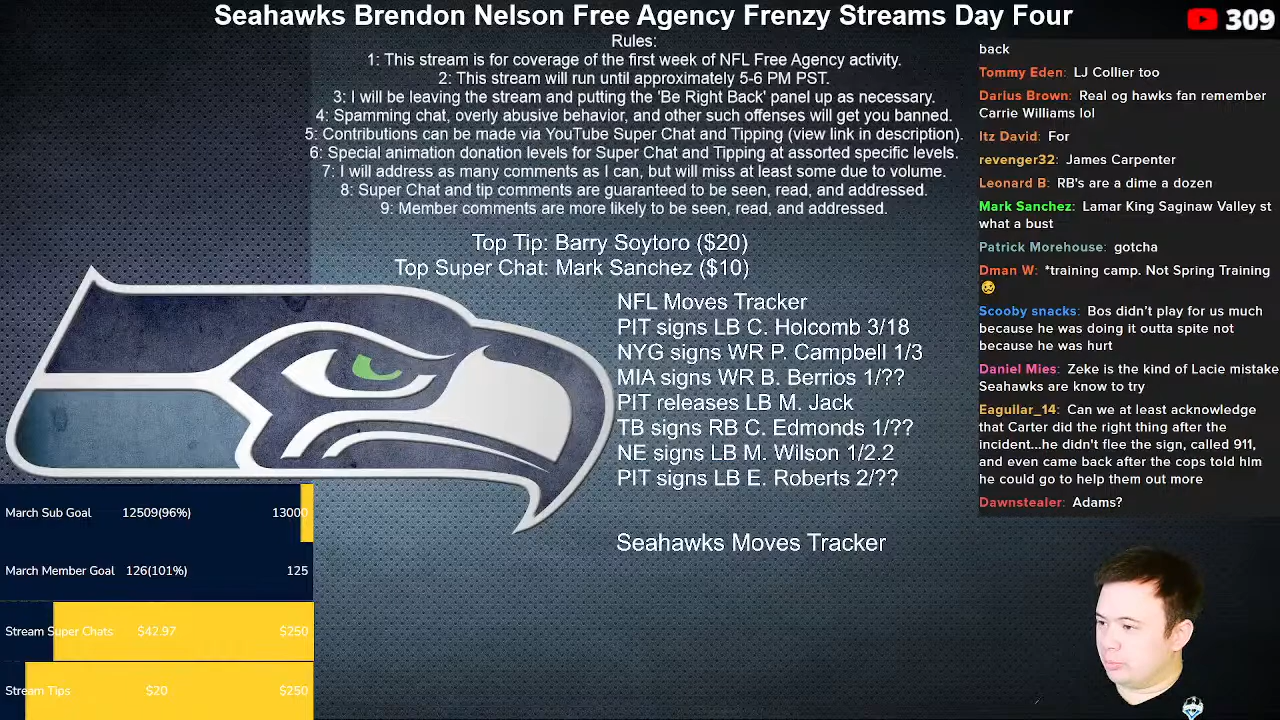 Seahawks Brendon Nelson Free Agency Frenzy Streams Day Four
309
Rules:
1: This stream is for coverage of the first week of NFL Free Agency activity.
2: This stream will run until approximately 5-6 PM PST.
3: I will be leaving the stream and putting the 'Be Right Back' panel up as necessary.
4: Spamming chat, overly abusive behavior, and other such offenses will get you banned.
5: Contributions can be made via YouTube Super Chat and Tipping (view link in description).
6: Special animation donation levels for Super Chat and Tipping at assorted specific levels.
7: I will address as many comments as I can, but will miss at least some due to volume.
8: Super Chat and tip comments are guaranteed to be seen, read, and addressed.
9: Member comments are more likely to be seen, read, and addressed.
Top Tip: Barry Soytoro ($20)
Top Super Chat: Mark Sanchez ($10)
NFL Moves Tracker
PIT signs LB C. Holcomb 3/18
NYG signs WR P. Campbell 1/3
MIA signs WR B. Berrios 1/??
PIT releases LB M. Jack
TB signs RB C. Edmonds 1/??
NE signs LB M. Wilson 1/2.2
PIT signs LB E. Roberts 2/??
Seahawks Moves Tracker
March Sub Goal 12509(96%) 13000
March Member Goal 126(101%) 125
Stream Super Chats $42.97 $250
Stream Tips $20 $250
back
Tommy Eden: LJ Collier too
Darius Brown: Real og hawks fan remember
Carrie Williams lol
Itz David: For
revenger32: James Carpenter
Leonard B: RB's are a dime a dozen
Mark Sanchez: Lamar King Saginaw Valley st
what a bust
Patrick Morehouse: gotcha
Dman W: *training camp. Not Spring Training
Scooby snacks: Bos didn't play for us much
because he was doing it outta spite not
because he was hurt
Daniel Mies: Zeke is the kind of Lacie mistake
Seahawks are know to try
Eaguilar_14: Can we at least acknowledge
that Carter did the right thing after the
incident...he didn't flee the sign, called 911,
and even came back after the cops told him
he could go to help them out more
Dawnstealer: Adams?